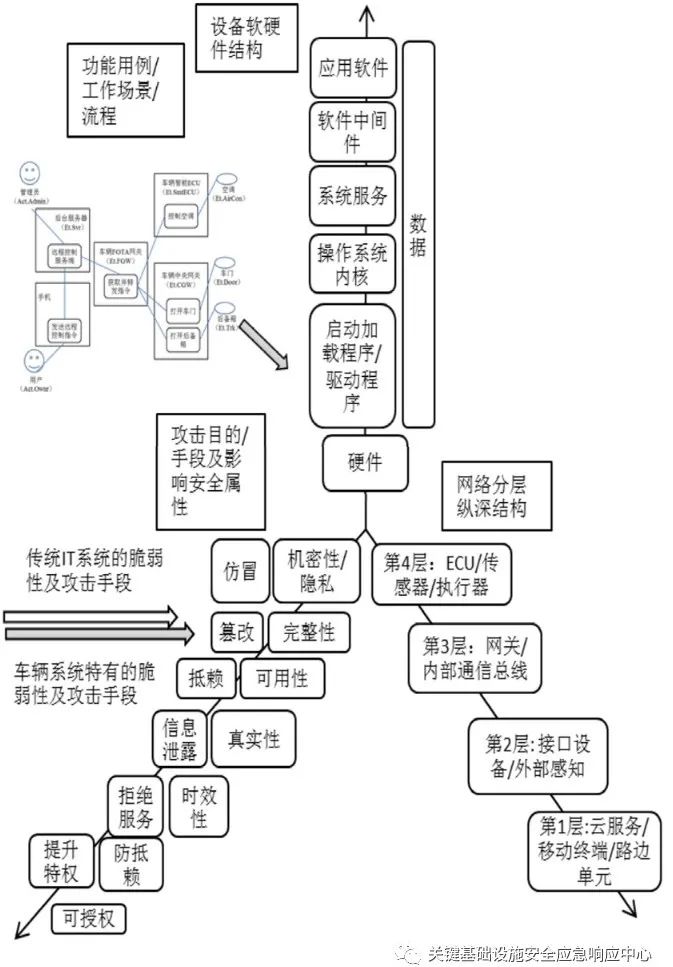 设备软硬
件结构
功能用例/
工作场景/
流程
应用软件
软件中间
件
系统服务
操作系统
内核
启动加
载程序/
驱动程
序
数据
硬件
管理员
(Act.Admin)
后台服务器
(Et.Svr)
远程控制
服务端
手机
发送远程
控制指令
用户
(Act.Owner)
车辆FOTA网关
(Et.FGW)
获取并转
发指令
车辆智能ECU
(Et.SmtECU)
控制空调
空调
(Et.AirCon)
车辆中央网关
(Et.CGW)
打开车门
打开后备
箱
车门
(Et.Door)
后备箱
(Et.Trk)
攻击目的/
手段及影
响安全属
性
网络分层
纵深结构
传统IT系统的脆弱
性及攻击手段
车辆系统特有的脆
弱性及攻击手段
仿冒
机密性/
隐私
篡改
完整性
抵赖
可用性
信息
泄露
真实性
拒绝
服务
时效
性
提升
特权
防抵
赖
可授权
第4层：ECU/传
感器/执行器
第3层：网关/
内部通信总线
第2层:接口设
备/外部感知
第1层:云服务/
移动终端/路边
单元
关键基础设施安全应急响应中心